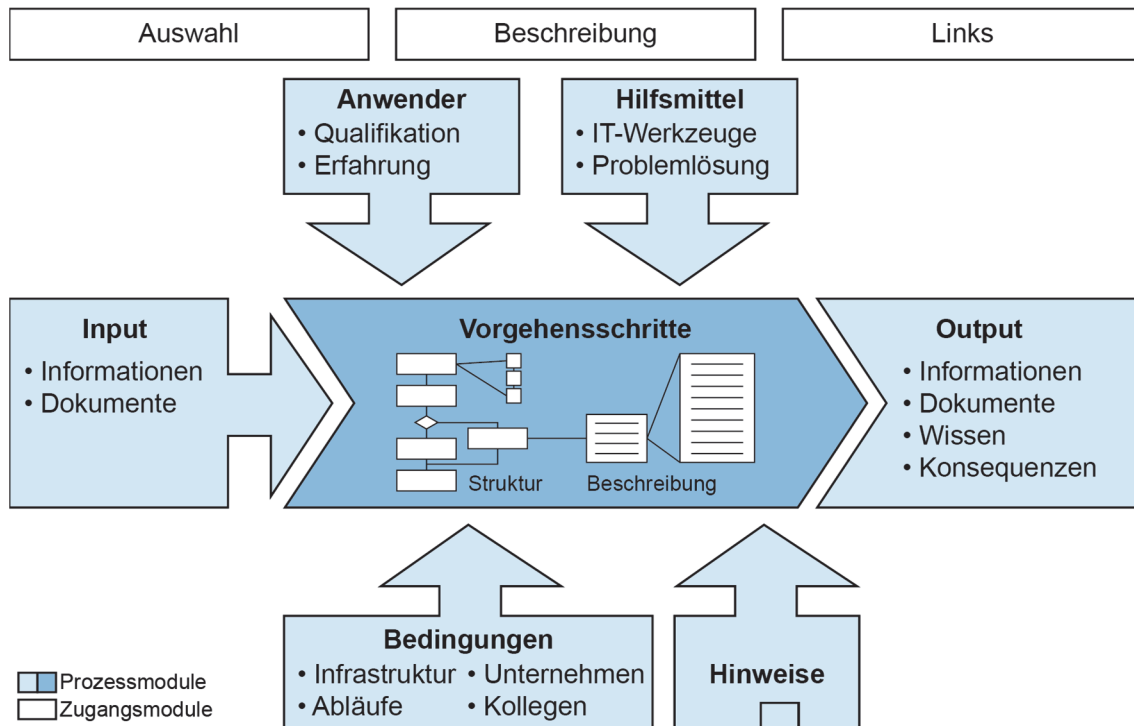 Auswahl
Beschreibung
Links
Anwender
• Qualifikation
• Erfahrung
Hilfsmittel
• IT-Werkzeuge
• Problemlösung
Input
• Informationen
• Dokumente
Vorgehensschritte
Struktur
Beschreibung
Output
• Informationen
• Dokumente
• Wissen
• Konsequenzen
Bedingungen
• Infrastruktur • Unternehmen
• Abläufe • Kollegen
Hinweise
Prozessmodule
Zugangsmodule